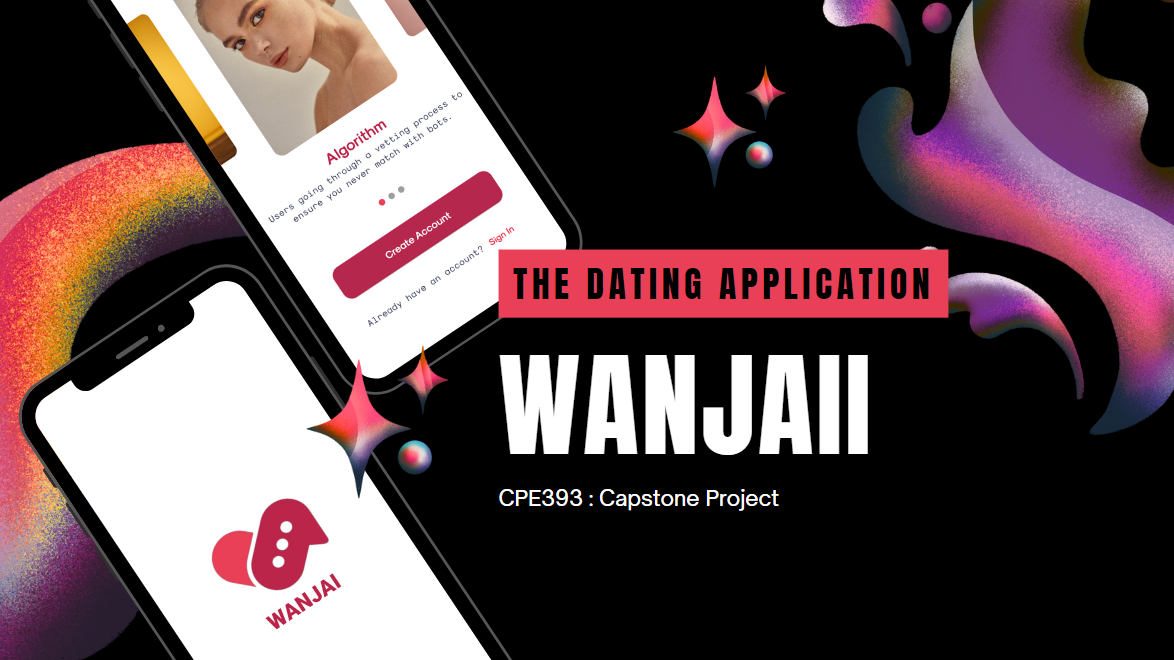 Algorithm
Users going through a vetting process to
ensure you never match with bots.
Create Account
Already have an account? Sign In
THE DATING APPLICATION
WANJAII
CPE393 : Capstone Project
WANJAI